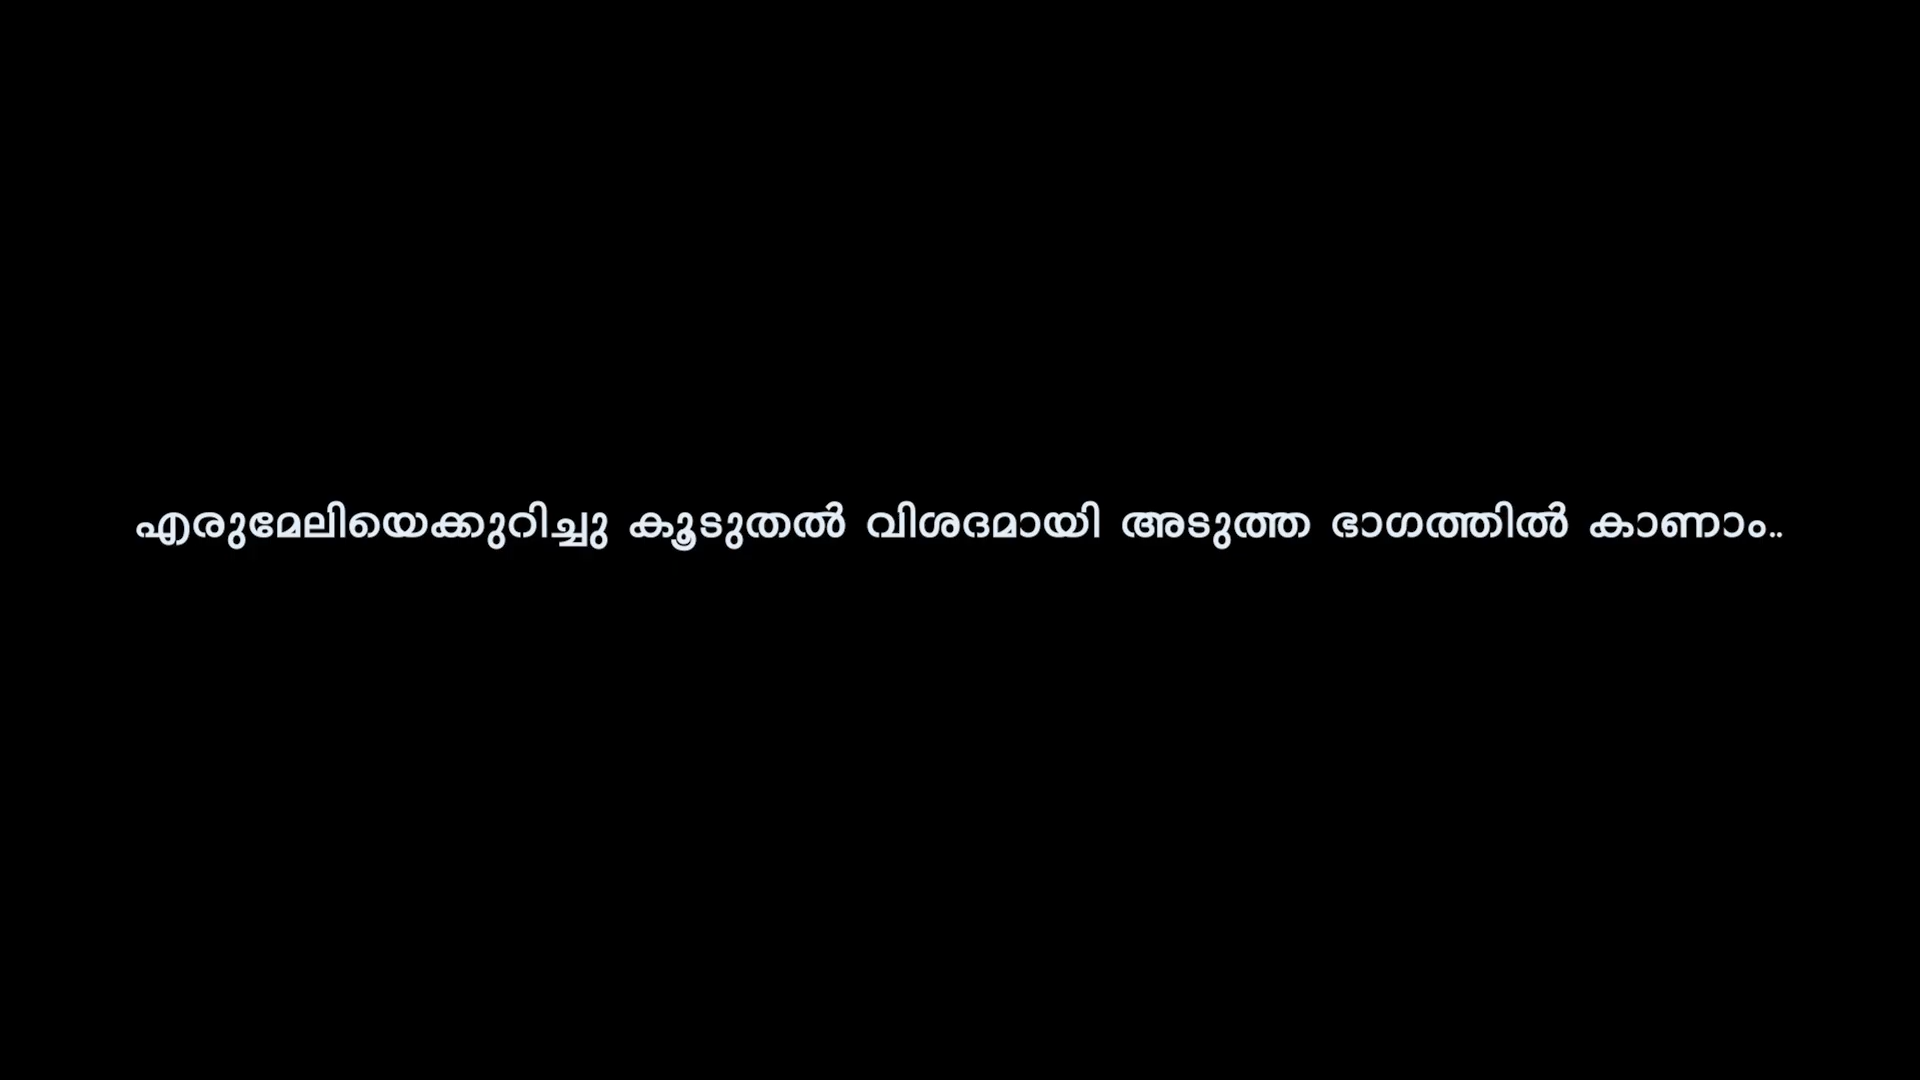 എരുമേലിയെക്കുറിച്ചു കൂടുതൽ വിശദമായി അടുത്ത ഭാഗത്തിൽ കാണാം..